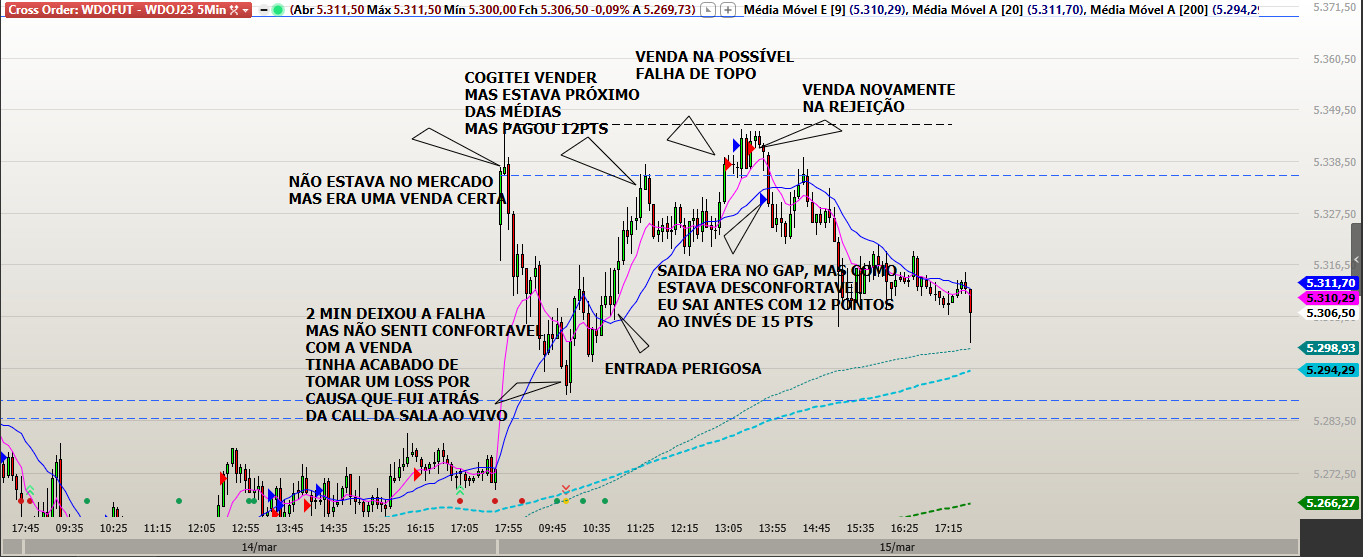 Cross Order: WDOFUT - WDOJ23 5Min (Abr 5.311,50 Máx 5.311,50 Mín 5.300,00 Fch 5.306,50 -0,09% A 5.269,73) Média Móvel E [9] (5.310,29), Média Móvel A [20] (5.311,70), Média Móvel A [200] (5.294,29
5.371,50
5.360,50
5.349,50
5.338,50
5.327,50
5.316,50
5.311,70
5.310,29
5.306,50
5.298,93
5.294,29
5.283,50
5.272,50
5.266,27
VENDA NA POSSÍVEL
FALHA DE TOPO
COGITEI VENDER
MAS ESTAVA PRÓXIMO
DAS MÉDIAS
MAS PAGOU 12PTS
VENDA NOVAMENTE
NA REJEIÇÃO
NÃO ESTAVA NO MERCADO
MAS ERA UMA VENDA CERTA
SAIDA ERA NO GAP, MAS COMO
ESTAVA DESCONFORTAVEL
EU SAI ANTES COM 12 PONTOS
AO INVÉS DE 15 PTS
2 MIN DEIXOU A FALHA
MAS NÃO SENTI CONFORTAVEL
COM A VENDA
TINHA ACABADO DE
TOMAR UM LOSS POR
CAUSA QUE FUI ATRÁS
DA CALL DA SALA AO VIVO
ENTRADA PERIGOSA
17:45 09:35 10:25 11:15 12:05 12:55 13:45 14:35 15:25 16:15 17:05 17:55 09:45 10:35 11:25 12:15 13:05 13:55 14:45 15:35 16:25 17:15
14/mar 15/mar